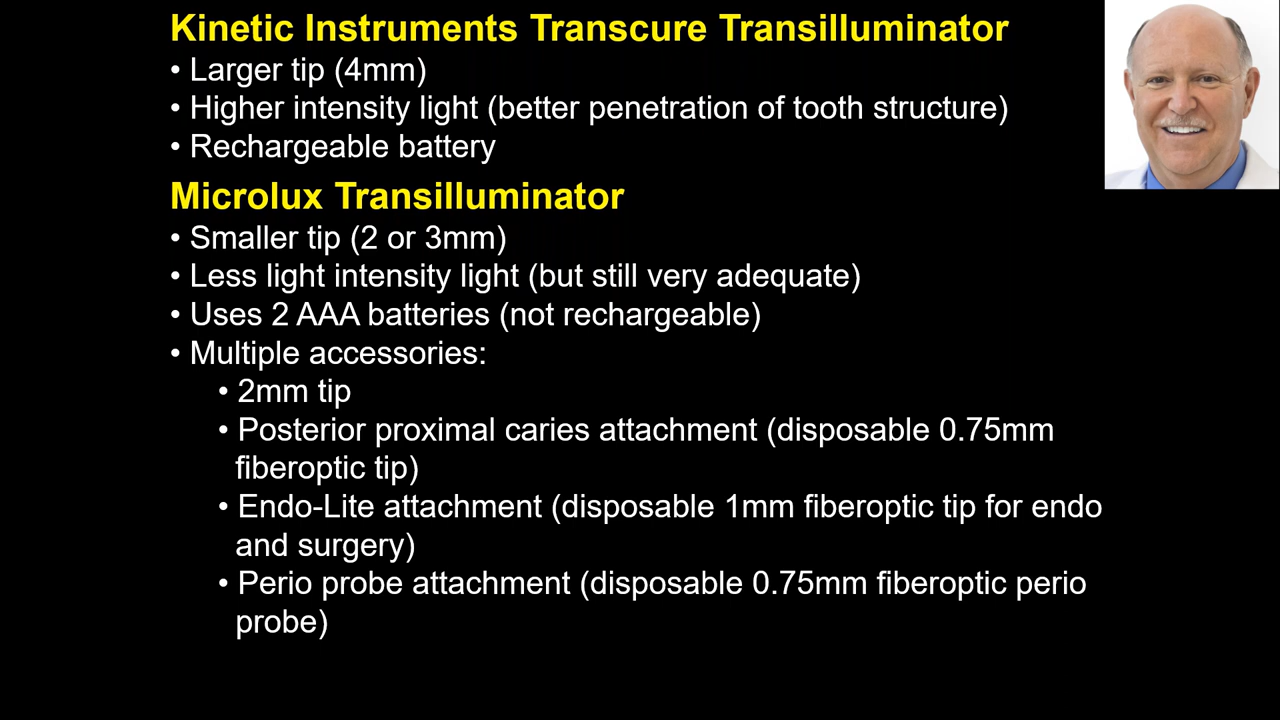 Kinetic Instruments Transcure Transilluminator
• Larger tip (4mm)
• Higher intensity light (better penetration of tooth structure)
• Rechargeable battery
Microlux Transilluminator
• Smaller tip (2 or 3mm)
• Less light intensity light (but still very adequate)
• Uses 2 AAA batteries (not rechargeable)
• Multiple accessories:
• 2mm tip
• Posterior proximal caries attachment (disposable 0.75mm
fiberoptic tip)
• Endo-Lite attachment (disposable 1mm fiberoptic tip for endo
and surgery)
• Perio probe attachment (disposable 0.75mm fiberoptic perio
probe)